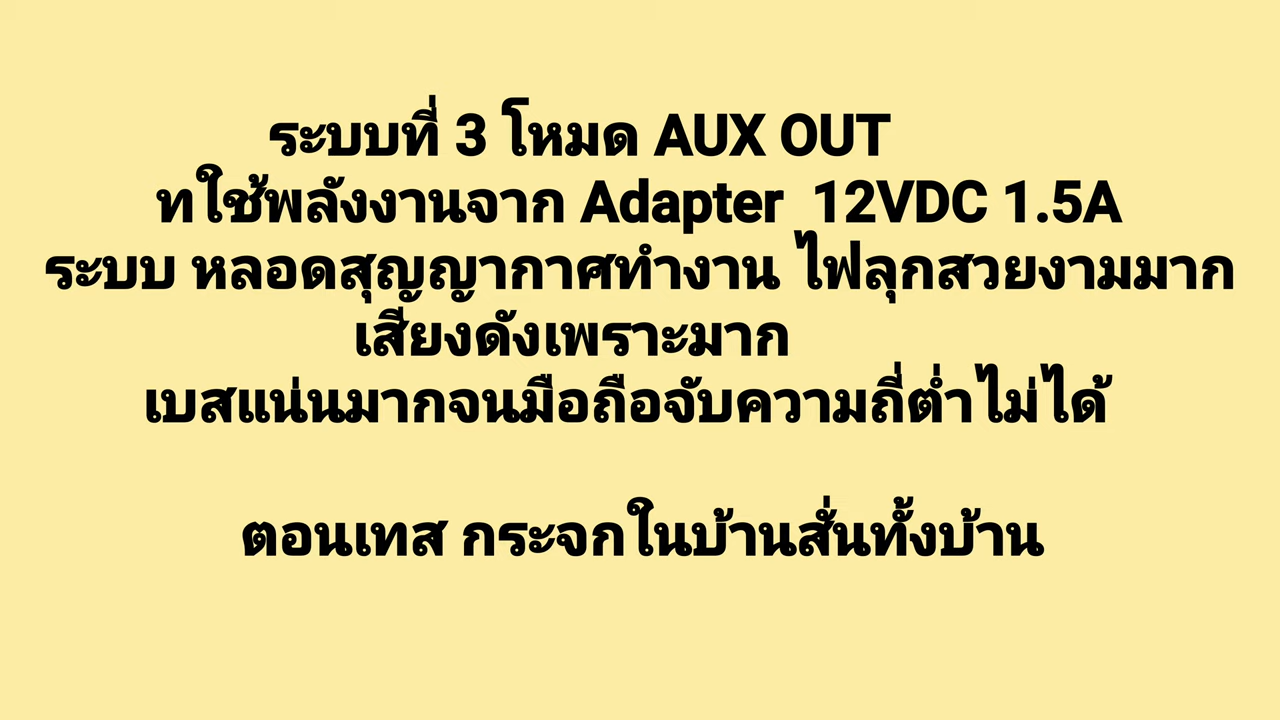 ระบบที่ 3 โหมด AUX OUT
ทใช้พลังงานจาก Adapter 12VDC 1.5A
ระบบ หลอดสุญญากาศทำงาน ไฟลุกสวยงามมาก
เสียงดังเพราะมาก
เบสแน่นมากจนมือถือจับความถี่ต่ำไม่ได้
ตอนเทส กระจกในบ้านสั่นทั้งบ้าน